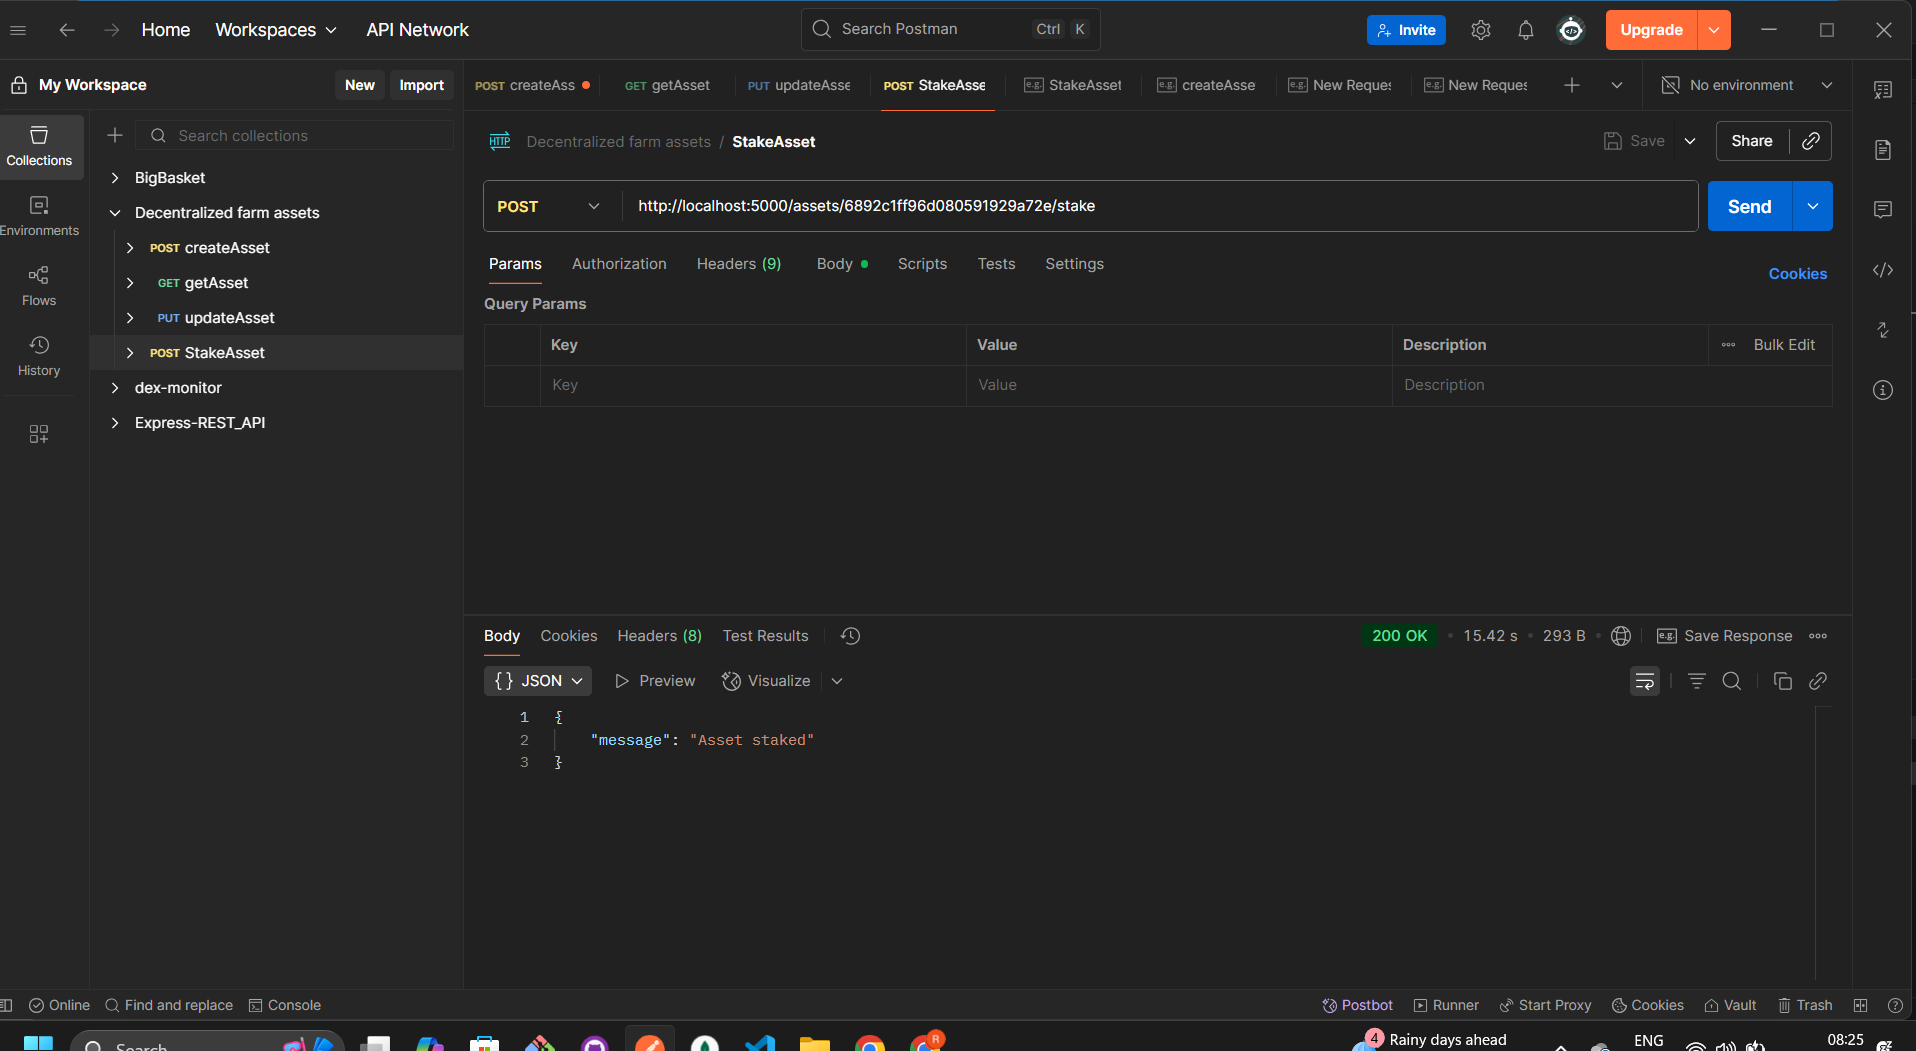 Home Workspaces API Network Search Postman Ctrl K Invite Upgrade
My Workspace New Import
POST createAss GET getAsset PUT updateAsse POST StakeAsse e.g. StakeAsset e.g. createAsse e.g. New Reques e.g. New Reques No environment
Collections
Environments
Flows
History
Search collections
BigBasket
Decentralized farm assets
POST createAsset
GET getAsset
PUT updateAsset
POST StakeAsset
dex-monitor
Express-REST_API
HTTP Decentralized farm assets / StakeAsset Save Share
POST http://localhost:5000/assets/6892c1ff96d080591929a72e/stake Send
Params Authorization Headers (9) Body Scripts Tests Settings Cookies
Query Params
Key Value Description Bulk Edit
Key Value Description
Body Cookies Headers (8) Test Results 200 OK • 15.42 s • 293 B • e.g. Save Response
{} JSON Preview Visualize
1 {
2 "message": "Asset staked"
3 }
Online Find and replace Console Postbot Runner Start Proxy Cookies Vault Trash
Search R 4 Rainy days ahead ENG 08:25